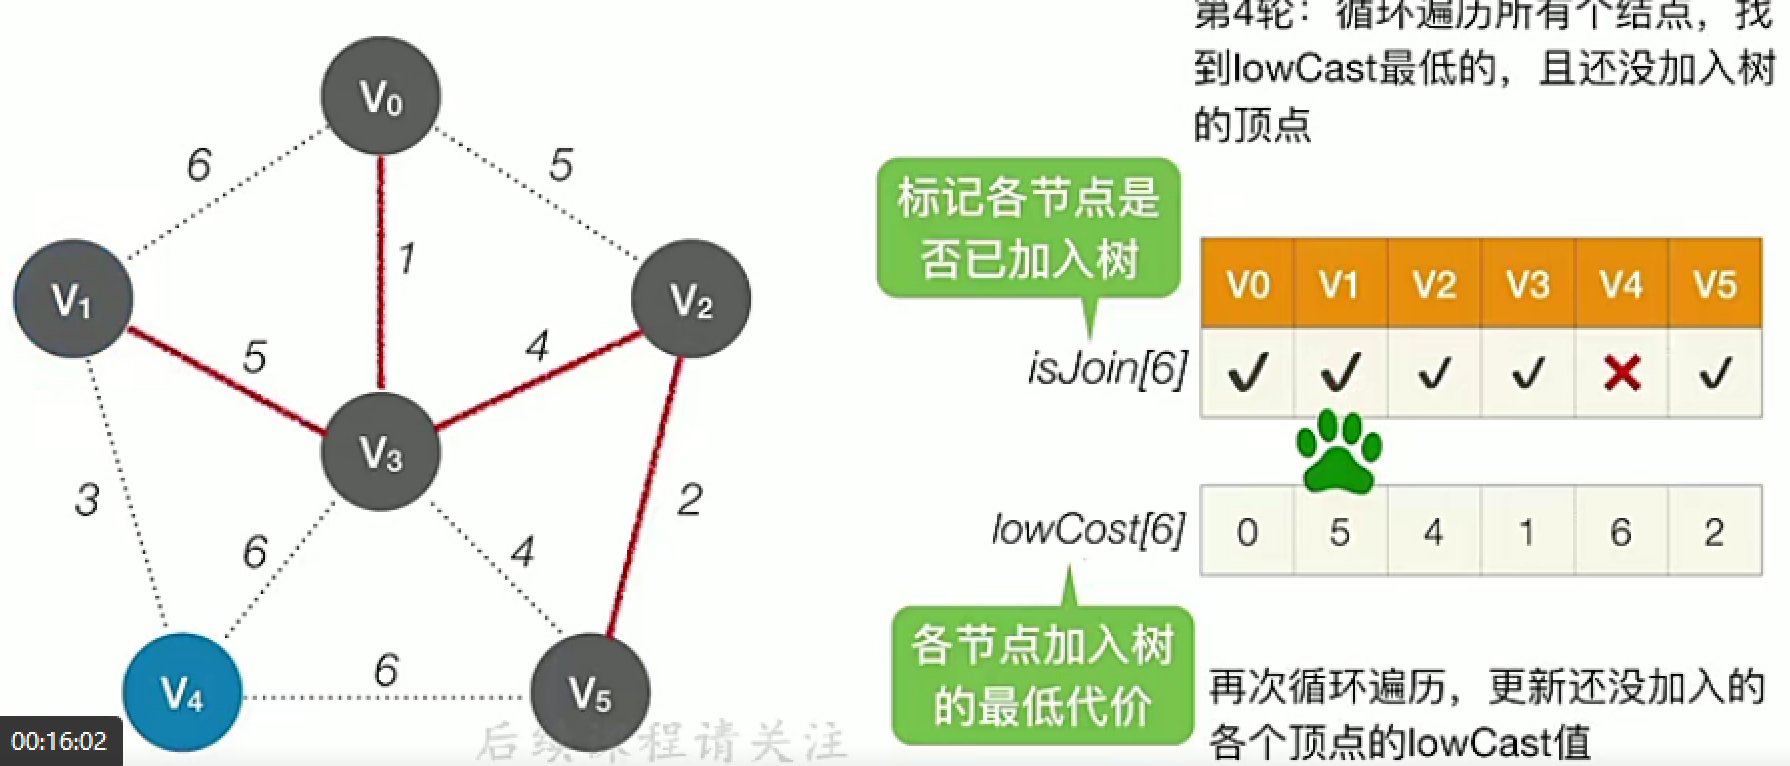 第4轮：循环遍历所有个结点，找
到lowCast最低的，且还没加入树
的顶点
V0
6
5
标记各节点是
否已加入树
1
V1
V2
V0 V1 V2 V3 V4 V5
5
4
isJoin[6] ✓ ✓ ✓ ✓ ✕ ✓
V3
3
2
lowCost[6] 0 5 4 1 6 2
6
4
各节点加入树
的最低代价
6
V4
V5
再次循环遍历，更新还没加入的
各个顶点的lowCast值
00:16:02
后续课程请关注